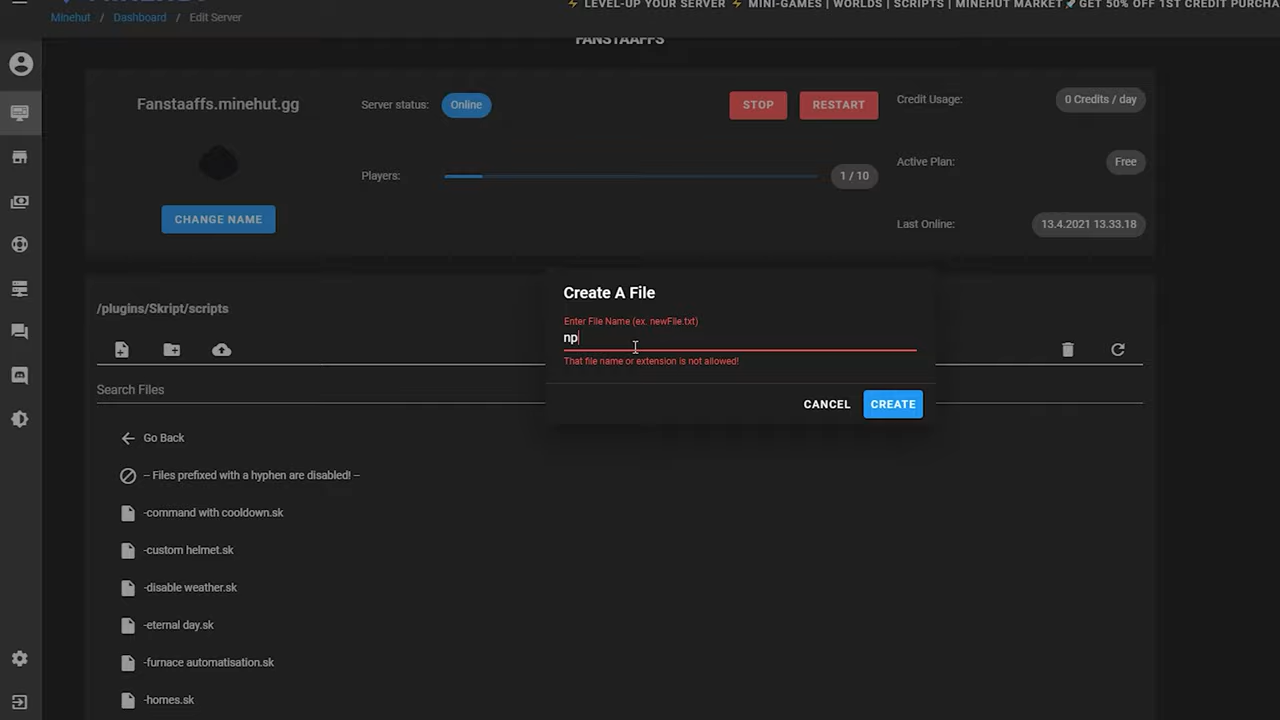 ⚡ LEVEL-UP YOUR SERVER ⚡ MINI-GAMES | WORLDS | SCRIPTS | MINEHUT MARKET 🚀 GET 50% OFF 1ST CREDIT PURCHA
Minehut / Dashboard / Edit Server
FANSTAAFFS
Fanstaaffs.minehut.gg
Server status: Online
STOP RESTART
Credit Usage: 0 Credits / day
Players: 1 / 10
Active Plan: Free
CHANGE NAME
Last Online: 13.4.2021 13.33.18
/plugins/Skript/scripts
Create A File
Enter File Name (ex. newFile.txt)
np
That file name or extension is not allowed!
Search Files
CANCEL CREATE
Go Back
-- Files prefixed with a hyphen are disabled! --
-command with cooldown.sk
-custom helmet.sk
-disable weather.sk
-eternal day.sk
-furnace automatisation.sk
-homes.sk